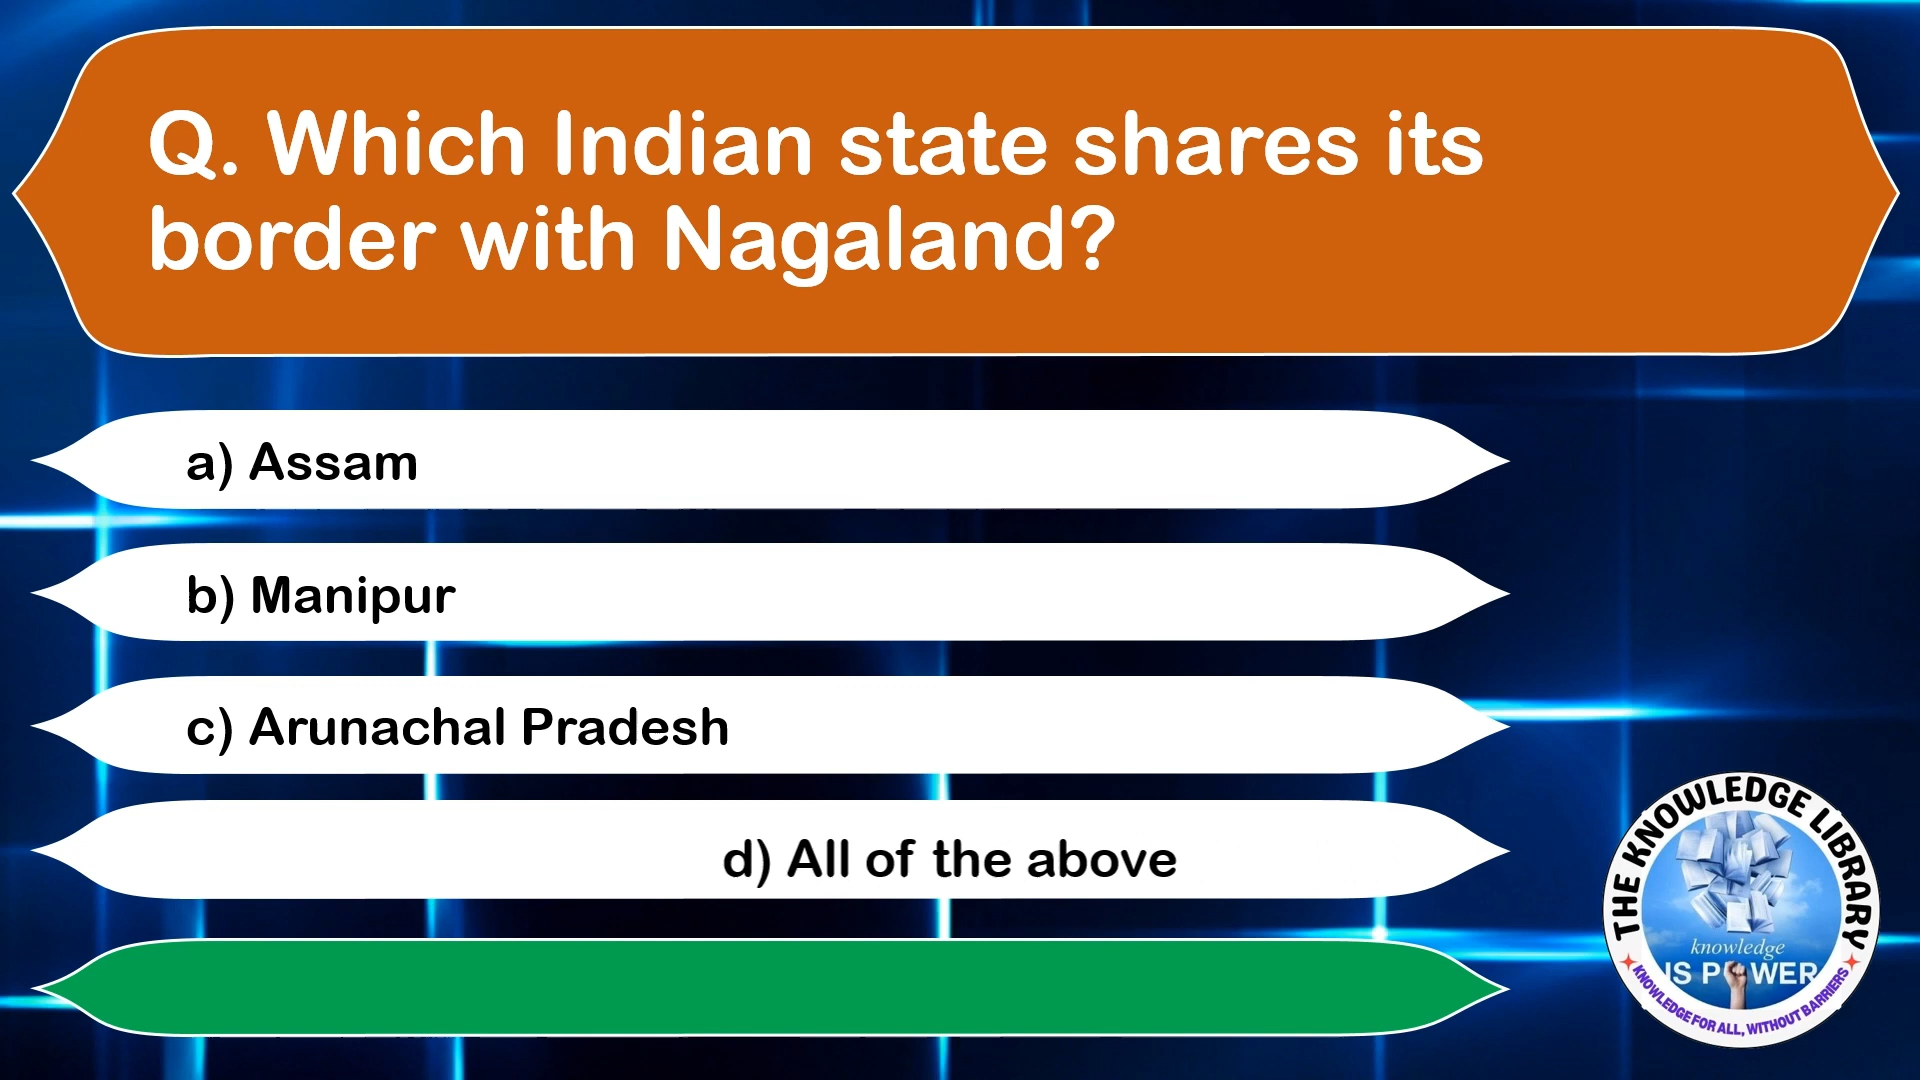 Q. Which Indian state shares its
border with Nagaland?
a) Assam
b) Manipur
c) Arunachal Pradesh
d) All of the above
THE KNOWLEDGE LIBRARY
knowledge
IS POWER
KNOWLEDGE FOR ALL, WITHOUT BARRIERS